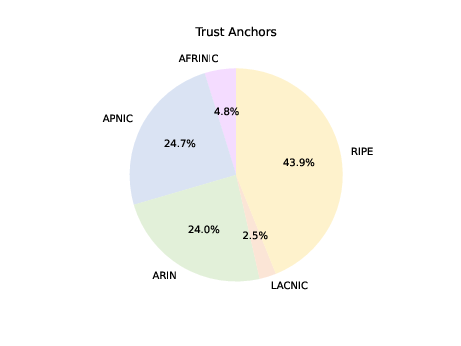 Trust Anchors
AFRINIC
4.8%
APNIC
24.7%
RIPE
43.9%
24.0%
2.5%
ARIN
LACNIC